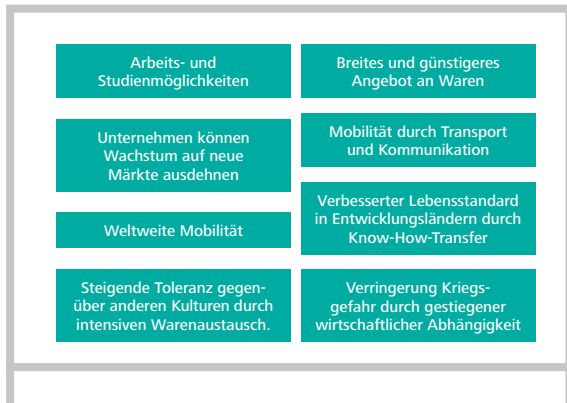 Arbeits- und
Studienmöglichkeiten
Unternehmen können
Wachstum auf neue
Märkte ausdehnen
Weltweite Mobilität
Steigende Toleranz gegen-
über anderen Kulturen durch
intensiven Warenaustausch.
Breites und günstigeres
Angebot an Waren
Mobilität durch Transport
und Kommunikation
Verbesserter Lebensstandard
in Entwicklungsländern durch
Know-How-Transfer
Verringerung Kriegs-
gefahr durch gestiegener
wirtschaftlicher Abhängigkeit